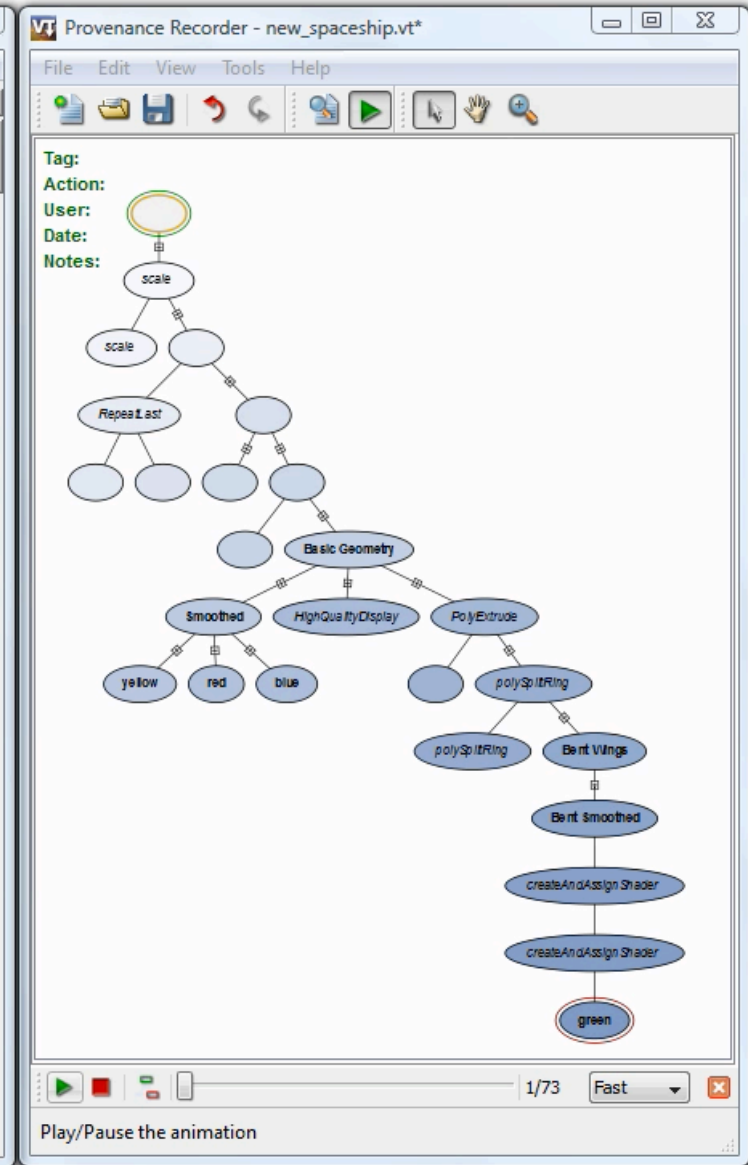 VT Provenance Recorder - new_spaceship.vt*
File Edit View Tools Help
Tag:
Action:
User:
Date:
Notes:
scale
scale
RepeatLast
Basic Geometry
Smoothed HighQualityDisplay PolyExtrude
yellow red blue polySplitRing
polySplitRing Bent Wings
Bent Smoothed
createAndAssignShader
createAndAssignShader
green
1/73 Fast
Play/Pause the animation